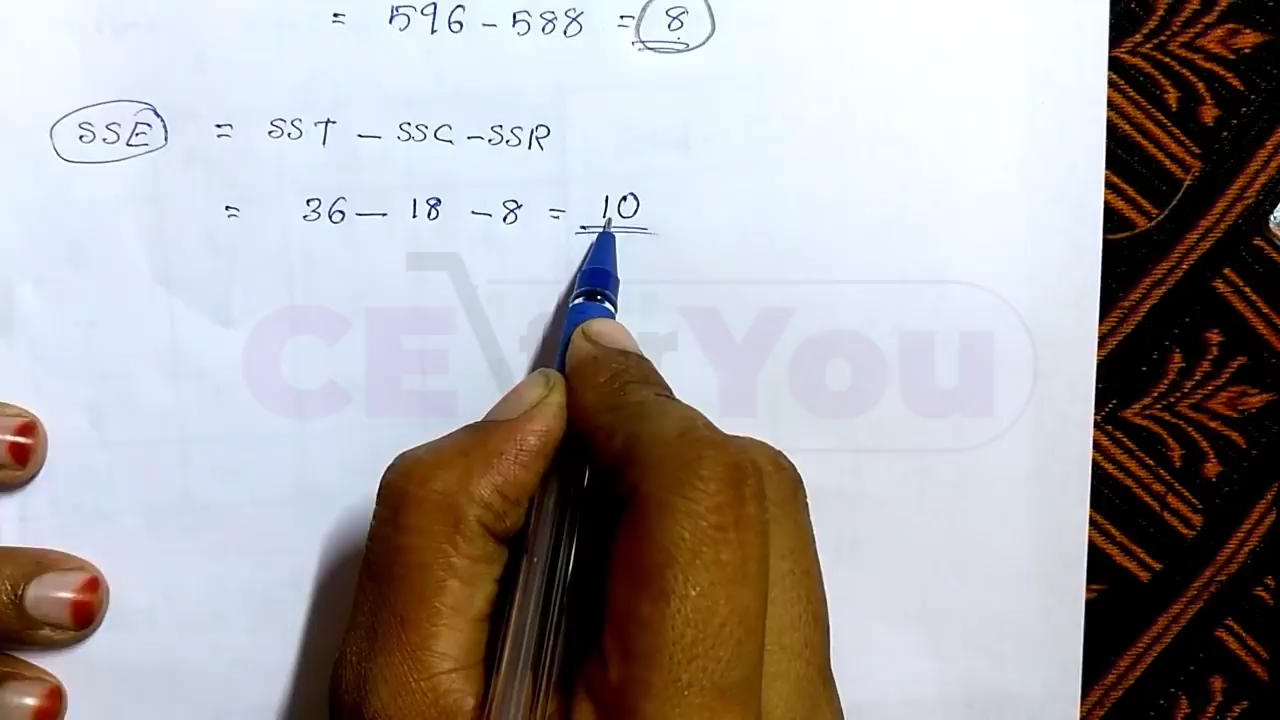 = 596 - 588 = 8
SSE = SST - SSC - SSR
= 36 - 18 - 8 = 10
CE for You